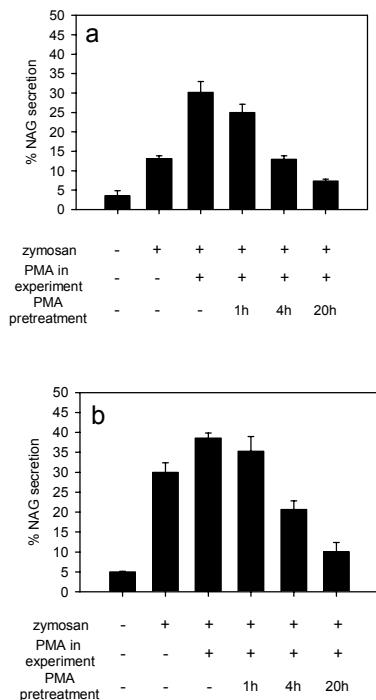 a
50
45
40
35
30
25
20
15
10
5
0
% NAG secretion
zymosan - + + + + +
PMA in
experiment - - + + + +
PMA
pretreatment - - - 1h 4h 20h
b
50
45
40
35
30
25
20
15
10
5
0
% NAG secretion
zymosan - + + + + +
PMA in
experiment - - + + + +
PMA
pretreatment - - - 1h 4h 20h